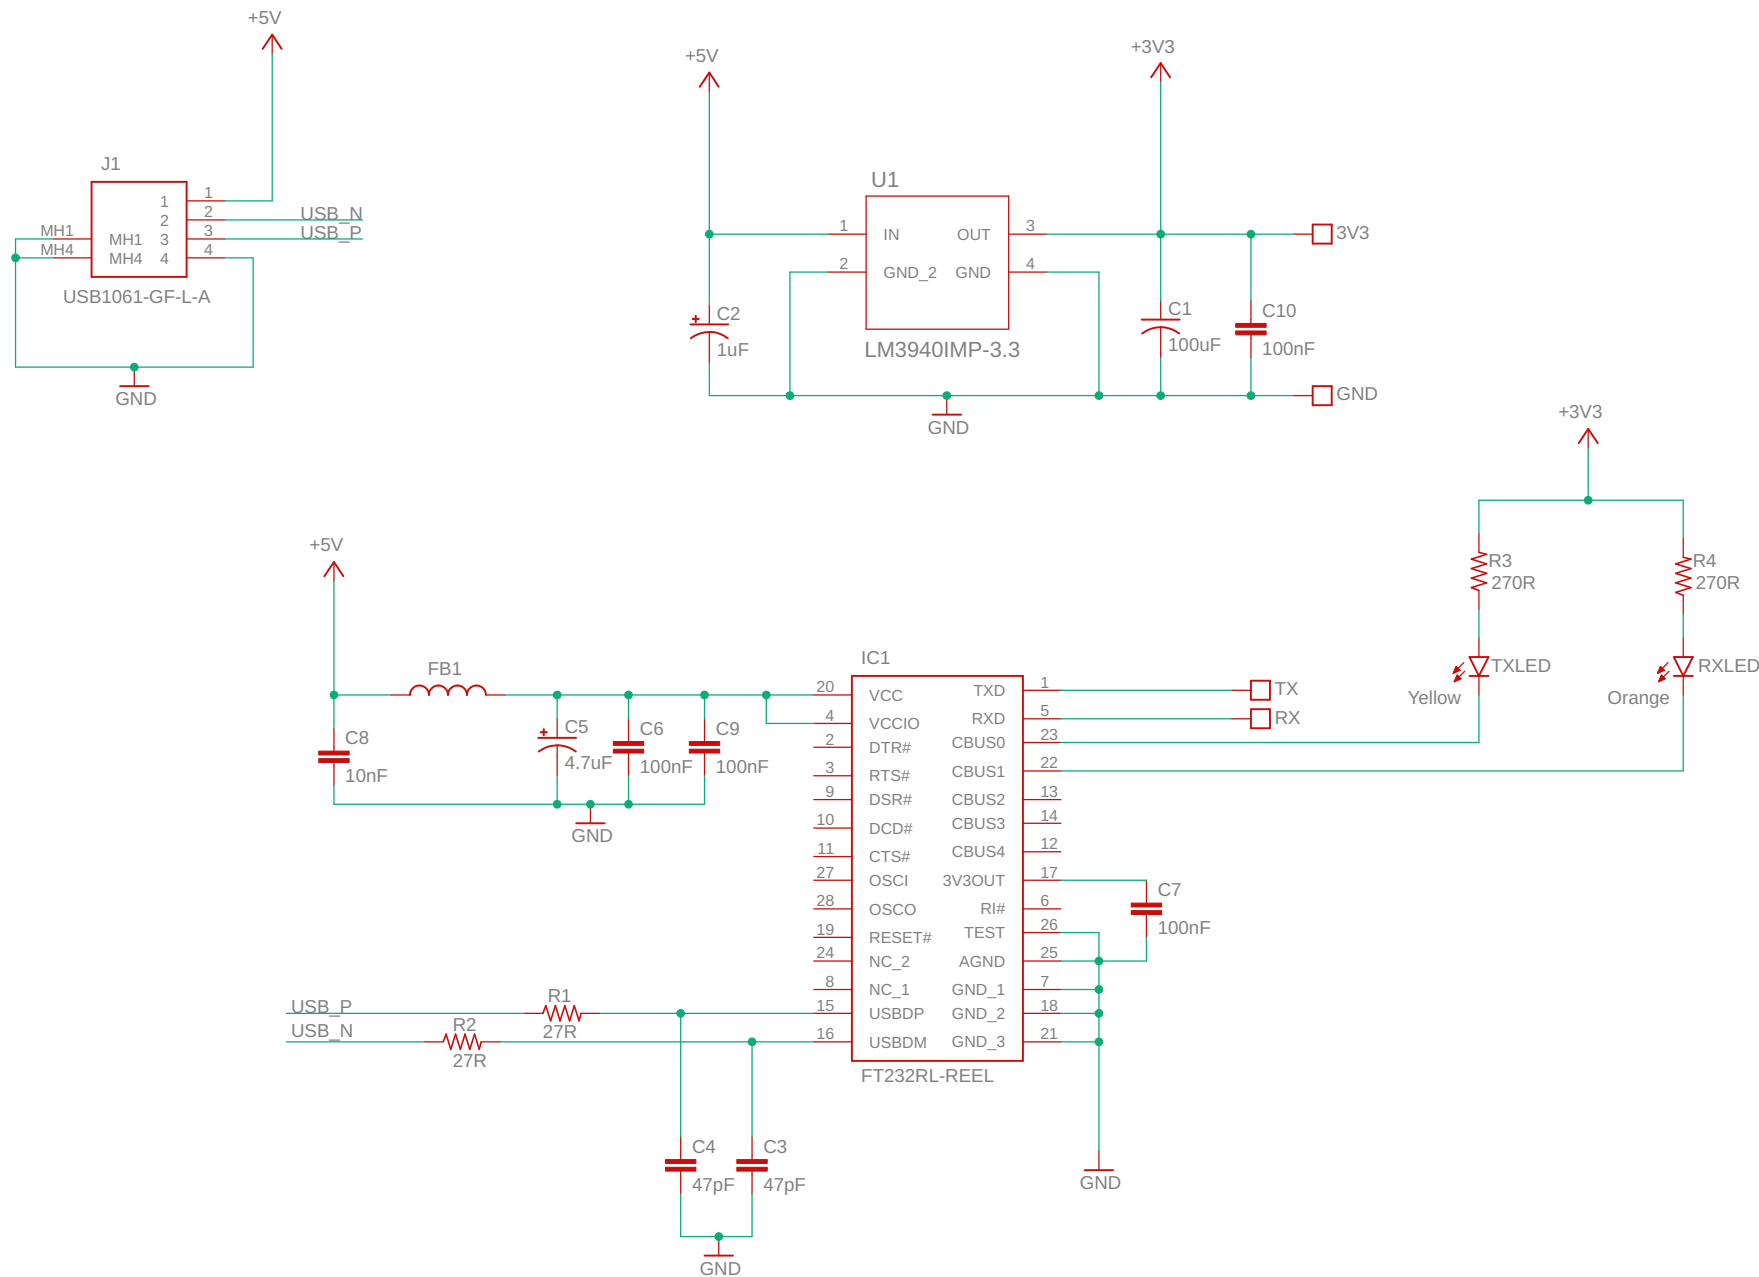 +5V
J1
1
2
MH1 3
MH4 4
MH1
MH4
1
2
3
4
USB_N
USB_P
USB1061-GF-L-A
GND
+5V
+3V3
U1
1
2
IN
OUT
GND_2
GND
3
4
3V3
C2
1uF
LM3940IMP-3.3
C1
100uF
C10
100nF
GND
GND
+3V3
R3
270R
R4
270R
TXLED
Yellow
RXLED
Orange
+5V
FB1
C8
10nF
C5
4.7uF
C6
100nF
C9
100nF
GND
IC1
20 VCC
4 VCCIO
2 DTR#
3 RTS#
9 DSR#
10 DCD#
11 CTS#
27 OSCI
28 OSCO
19 RESET#
24 NC_2
8 NC_1
15 USBDP
16 USBDM
TXD 1
RXD 5
CBUS0 23
CBUS1 22
CBUS2 13
CBUS3 14
CBUS4 12
3V3OUT 17
RI# 6
TEST 26
AGND 25
GND_1 7
GND_2 18
GND_3 21
FT232RL-REEL
TX
RX
C7
100nF
GND
USB_P
USB_N
R1
27R
R2
27R
C4
47pF
C3
47pF
GND